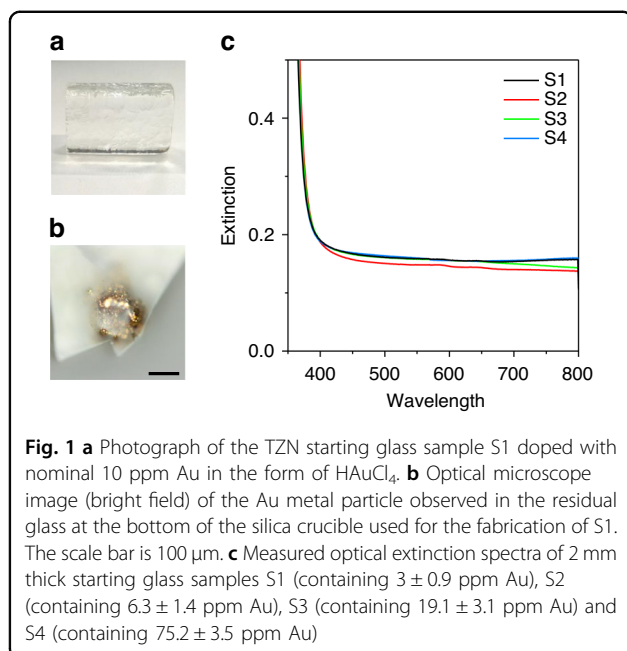 a
c
S1
S2
S3
S4
0.4
0.2
0.0
Extinction
400
500
600
700
800
Wavelength
b
Fig. 1 a Photograph of the TZN starting glass sample S1 doped with
nominal 10 ppm Au in the form of HAuCl₄. b Optical microscope
image (bright field) of the Au metal particle observed in the residual
glass at the bottom of the silica crucible used for the fabrication of S1.
The scale bar is 100 μm. c Measured optical extinction spectra of 2 mm
thick starting glass samples S1 (containing 3 ± 0.9 ppm Au), S2
(containing 6.3 ± 1.4 ppm Au), S3 (containing 19.1 ± 3.1 ppm Au) and
S4 (containing 75.2 ± 3.5 ppm Au)